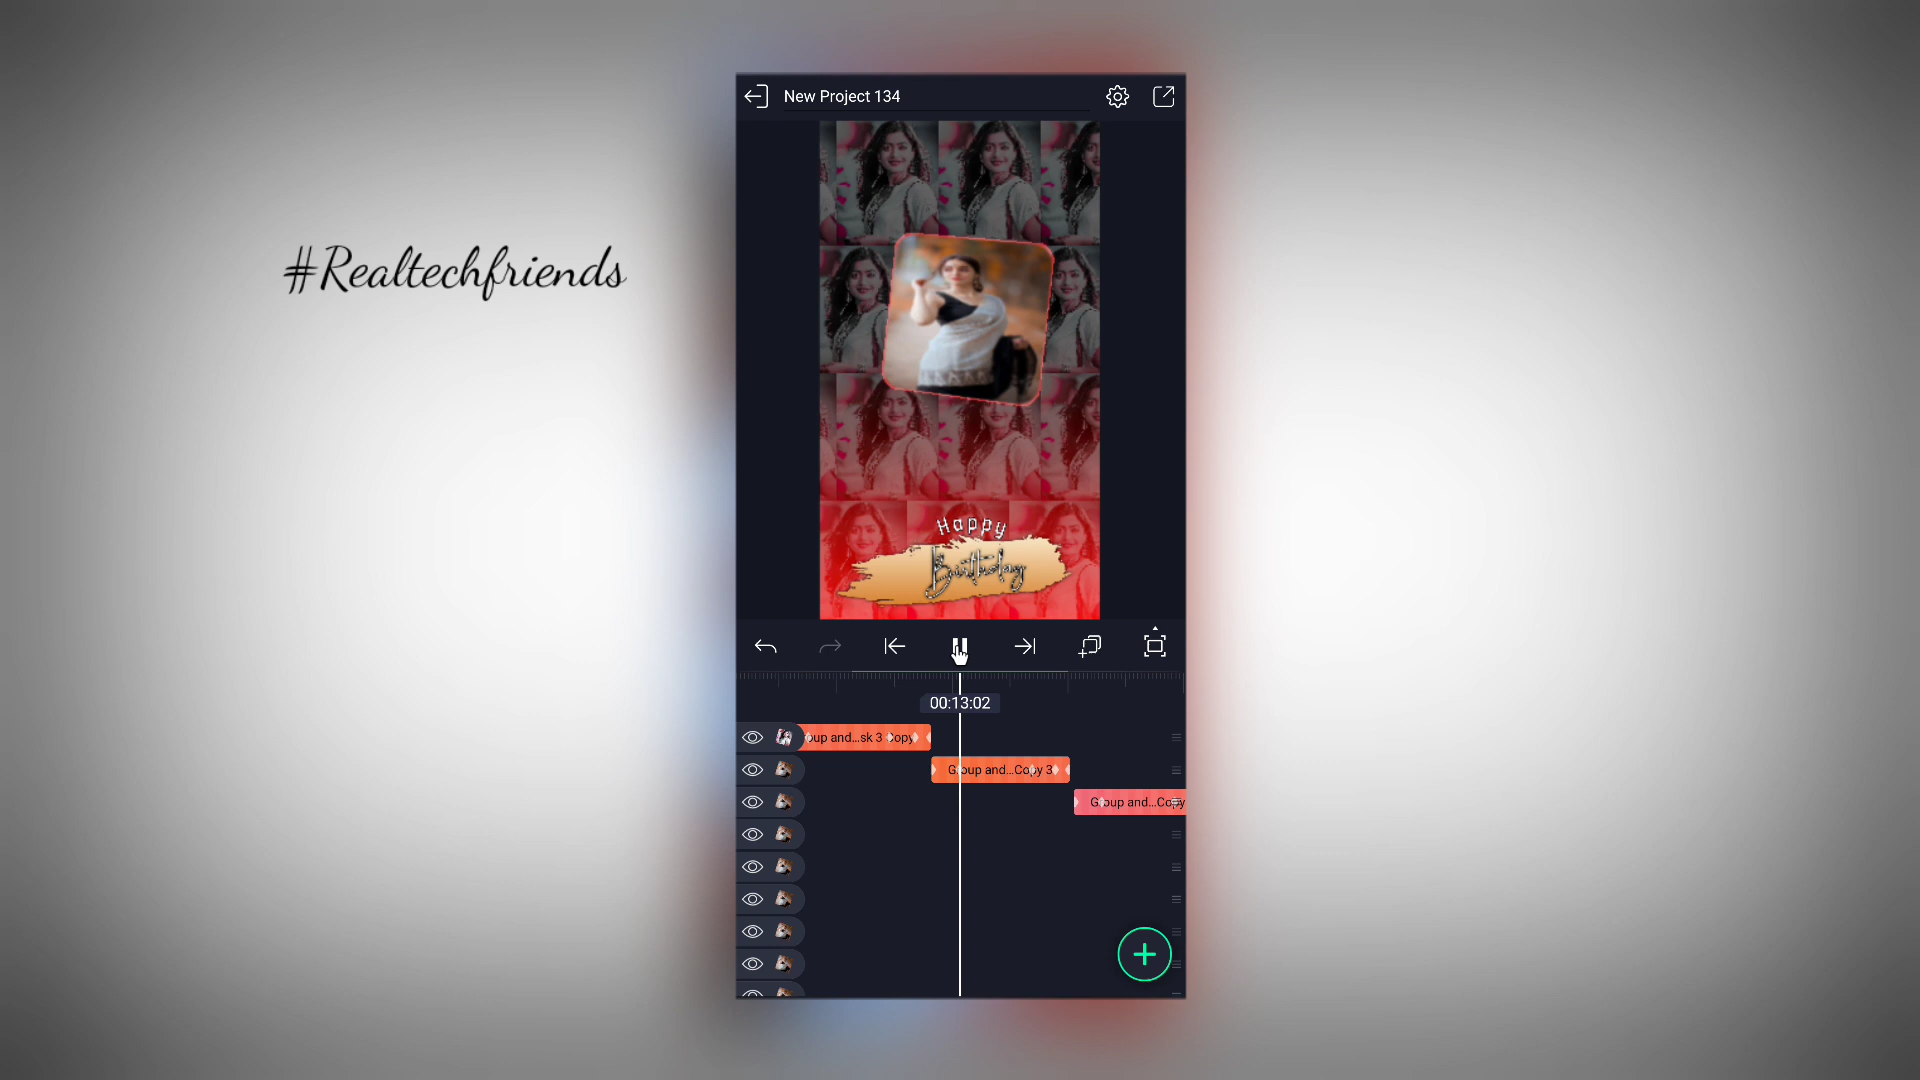 New Project 134
#Realtechfriends
Happy
Birthday
00:13:02
oup and...sk 3 Copy
Group and...Copy 3
Group and...Copy